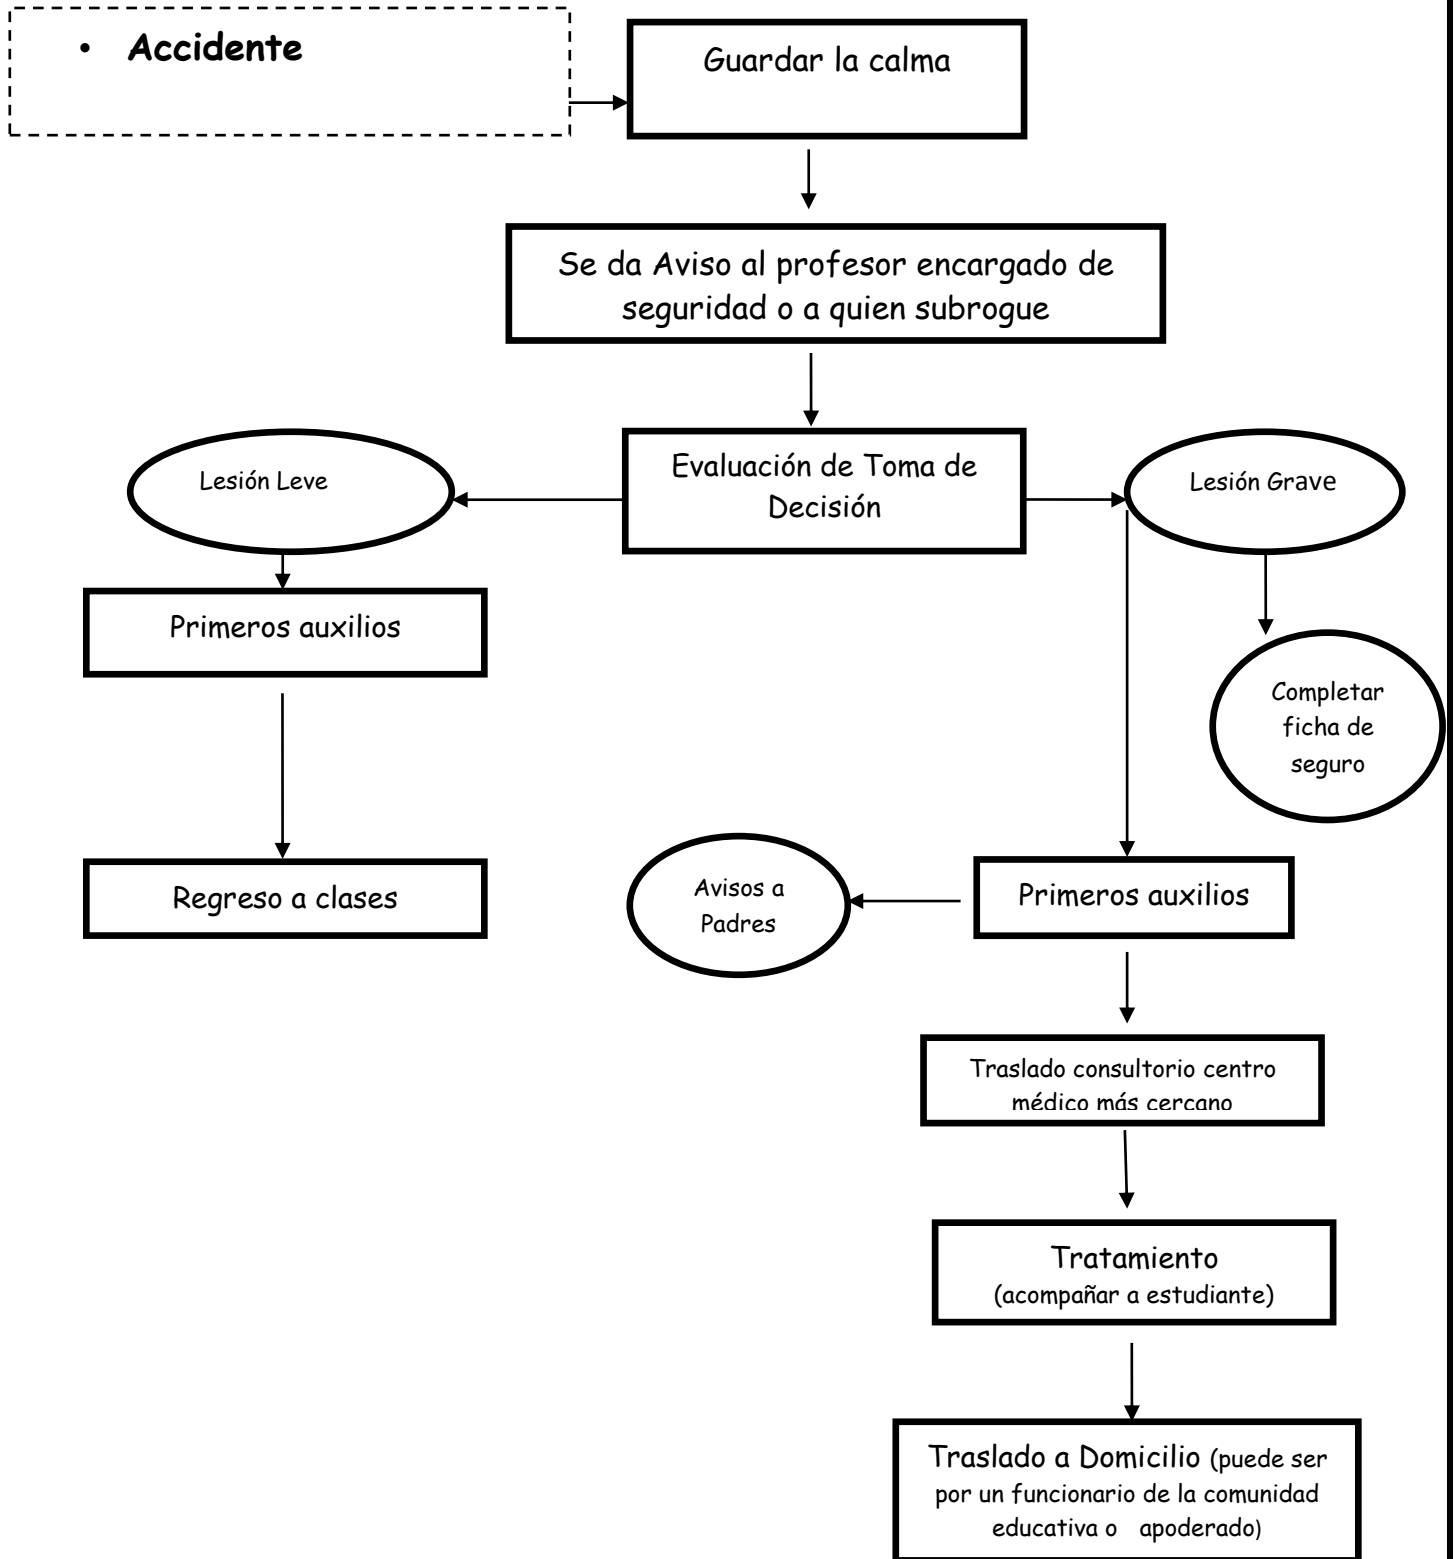 • Accidente
Guardar la calma
Se da Aviso al profesor encargado de
seguridad o a quien subrogue
Evaluación de Toma de
Decisión
Lesión Leve
Lesión Grave
Primeros auxilios
Completar
ficha de
seguro
Regreso a clases
Avisos a
Padres
Primeros auxilios
Traslado consultorio centro
médico más cercano
Tratamiento
(acompañar a estudiante)
Traslado a Domicilio (puede ser
por un funcionario de la comunidad
educativa o apoderado)